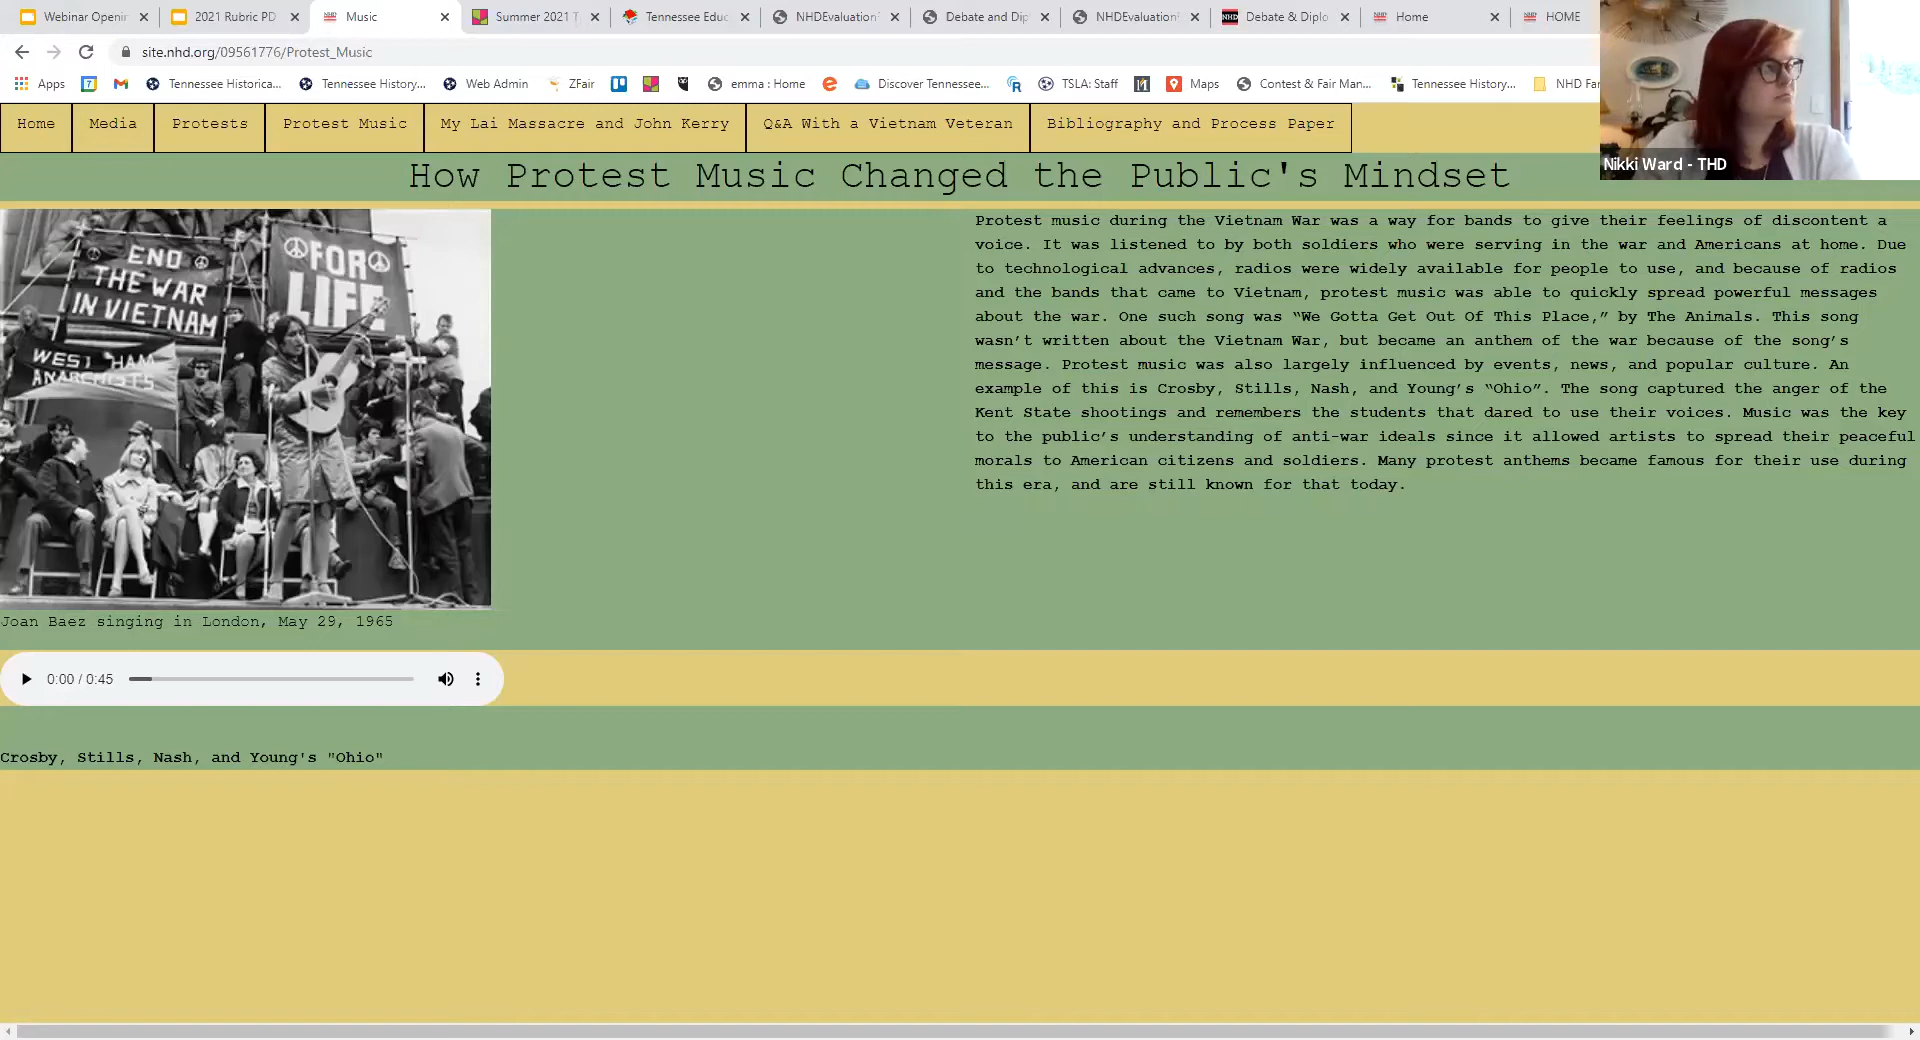 Webinar Openin
2021 Rubric PD
Music
Summer 2021 T
Tennessee Educ
NHDEvaluation
Debate and Dip
NHDEvaluation
NHD
Debate & Diplo
Home
HOME
site.nhd.org/09561776/Protest_Music
Apps
7
Tennessee Historica...
Tennessee History...
Web Admin
ZFair
emma : Home
Discover Tennessee...
TSLA: Staff
Maps
Contest & Fair Man...
Tennessee History...
NHD Fa
Home
Media
Protests
Protest Music
My Lai Massacre and John Kerry
Q&A With a Vietnam Veteran
Bibliography and Process Paper
Nikki Ward - THD
How Protest Music Changed the Public's Mindset
END
THE WAR
IN VIETNAM
FOR
LIFE
WEST HAM
ANARCHISTS
Joan Baez singing in London, May 29, 1965
Protest music during the Vietnam War was a way for bands to give their feelings of discontent a
voice. It was listened to by both soldiers who were serving in the war and Americans at home. Due
to technological advances, radios were widely available for people to use, and because of radios
and the bands that came to Vietnam, protest music was able to quickly spread powerful messages
about the war. One such song was “We Gotta Get Out Of This Place,” by The Animals. This song
wasn’t written about the Vietnam War, but became an anthem of the war because of the song’s
message. Protest music was also largely influenced by events, news, and popular culture. An
example of this is Crosby, Stills, Nash, and Young’s “Ohio”. The song captured the anger of the
Kent State shootings and remembers the students that dared to use their voices. Music was the key
to the public’s understanding of anti-war ideals since it allowed artists to spread their peaceful
morals to American citizens and soldiers. Many protest anthems became famous for their use during
this era, and are still known for that today.
0:00 / 0:45
Crosby, Stills, Nash, and Young's "Ohio"